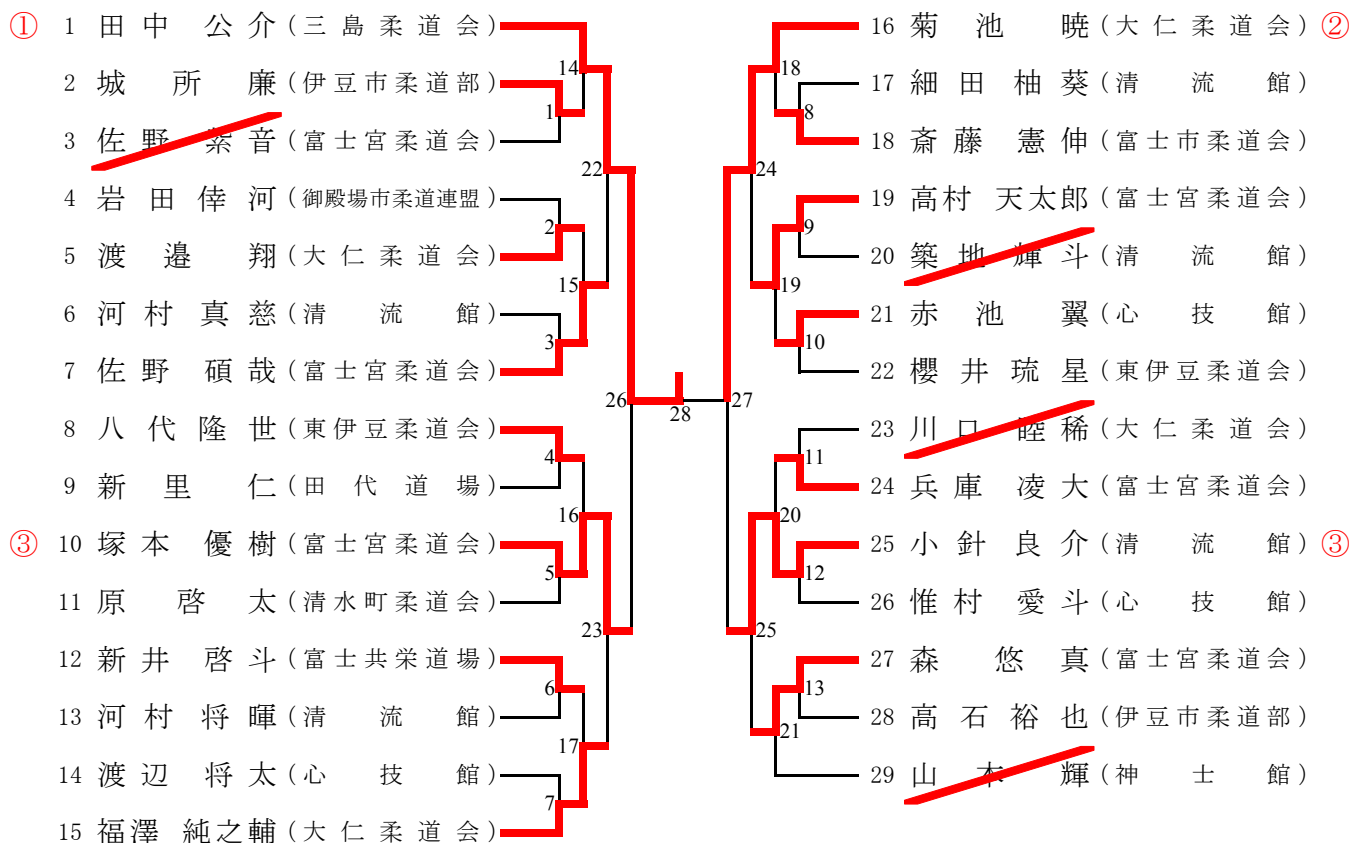 ① 1 田中 公介 (三島柔道会)
2 城所 廉 (伊豆市柔道部)
3 佐野 紫音 (富士宮柔道会)
4 岩田倖河 (御殿場市柔道連盟)
5 渡邉 翔 (大仁柔道会)
6 河村真慈 (清流館)
7 佐野碩哉 (富士宮柔道会)
8 八代隆世 (東伊豆柔道会)
9 新里 仁 (田代道場)
③ 10 塚本優樹 (富士宮柔道会)
11 原 啓太 (清水町柔道会)
12 新井啓斗 (富士共栄道場)
13 河村将暉 (清流館)
14 渡辺将太 (心技館)
15 福澤 純之輔 (大仁柔道会)
14
1
22
2
15
3
26
4
16
5
23
6
17
7
28
18
8
24
9
19
10
27
11
20
12
25
13
21
16 菊池 暁 (大仁柔道会) ②
17 細田柚葵 (清流館)
18 斎藤憲伸 (富士市柔道会)
19 高村 天太郎 (富士宮柔道会)
20 築地輝斗 (清流館)
21 赤池 翼 (心技館)
22 櫻井琉星 (東伊豆柔道会)
23 川口睦稀 (大仁柔道会)
24 兵庫凌大 (富士宮柔道会)
25 小針良介 (清流館) ③
26 惟村愛斗 (心技館)
27 森 悠真 (富士宮柔道会)
28 高石裕也 (伊豆市柔道部)
29 山本 輝 (神士館)